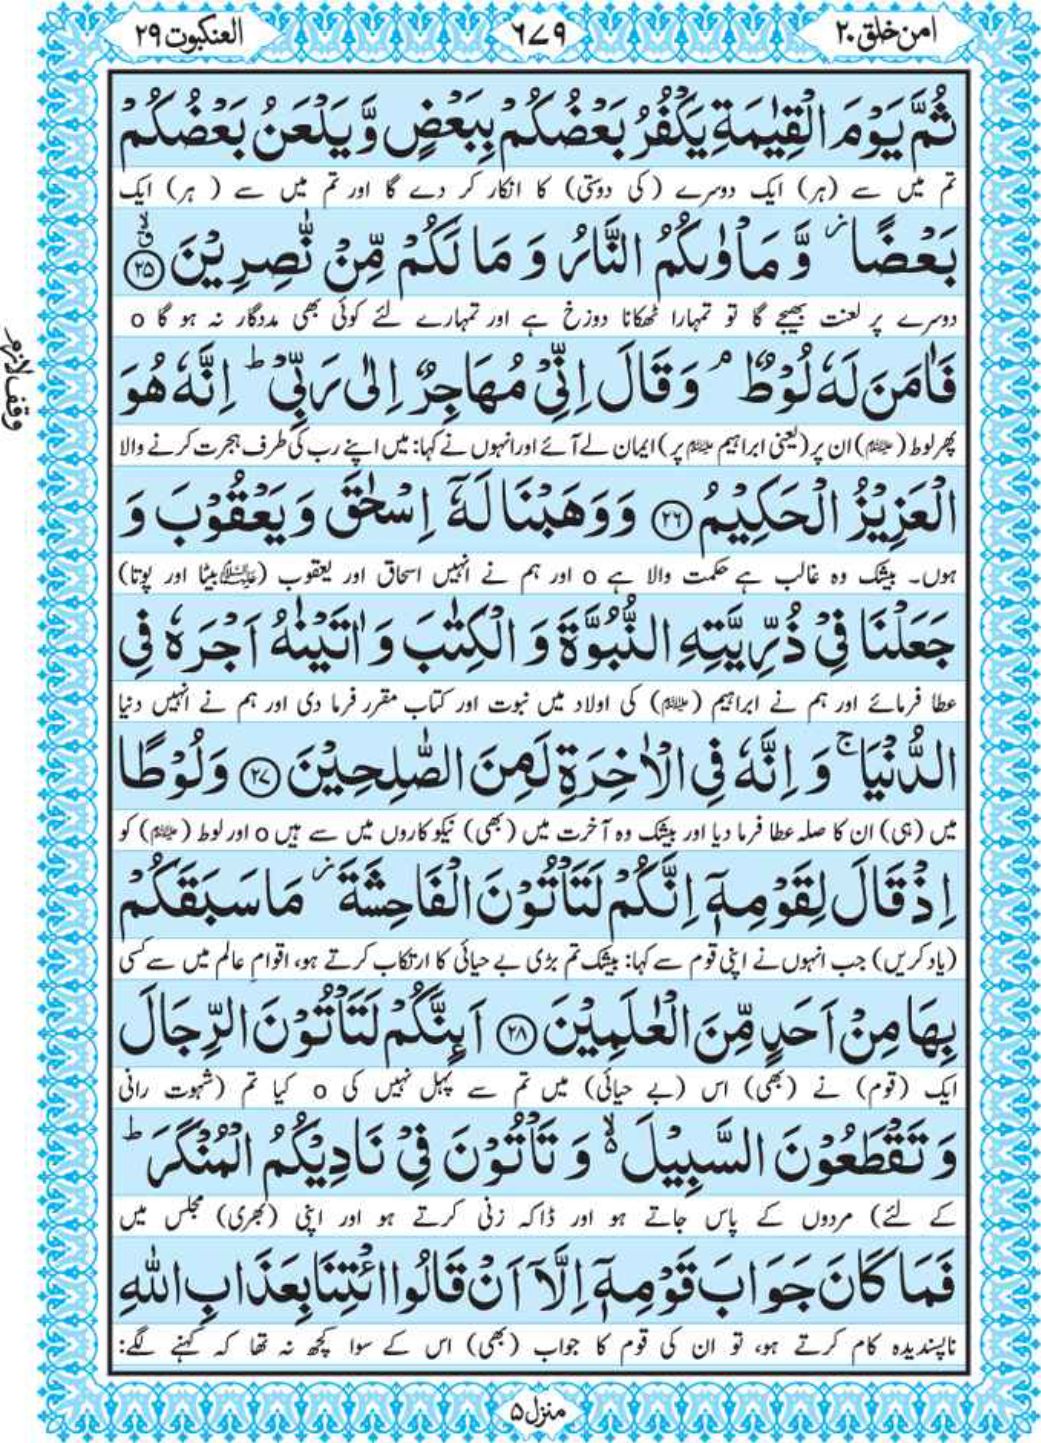 امن خلق ٢٠
٦٧٩
العنكبوت ٢٩
ثُمَّ يَوْمَ الْقِيٰمَةِ يَكْفُرُ بَعْضُكُمْ بِبَعْضٍ وَّ يَلْعَنُ بَعْضُكُمْ
تم میں سے (ہر) ایک دوسرے (کی دوستی) کا انکار کر دے گا اور تم میں سے (ہر) ایک
بَعْضًا ۫ وَّ مَاْوٰىكُمُ النَّارُ وَ مَا لَكُمْ مِّنْ نّٰصِرِيْنَ ۟ۗۙ ٢٥
دوسرے پر لعنت بھیجے گا تو تمہارا ٹھکانا دوزخ ہے اور تمہارے لئے کوئی بھی مددگار نہ ہو گا o
فَاٰمَنَ لَهٗ لُوْطٌ ۘ وَ قَالَ اِنِّيْ مُهَاجِرٌ اِلٰى رَبِّيْ ؕ اِنَّهٗ هُوَ
وقف لازم
پھر لوط (علیہ السلام) ان پر (یعنی ابراہیم علیہ السلام پر) ایمان لے آئے اور انہوں نے کہا: میں اپنے رب کی طرف ہجرت کرنے والا
الْعَزِيْزُ الْحَكِيْمُ ٢٦ وَ وَهَبْنَا لَهٗۤ اِسْحٰقَ وَ يَعْقُوْبَ وَ
ہوں۔ بیشک وہ غالب ہے حکمت والا ہے o اور ہم نے انہیں اسحاق اور یعقوب (علیہما السلام بیٹا اور پوتا)
جَعَلْنَا فِيْ ذُرِّيَّتِهِ النُّبُوَّةَ وَ الْكِتٰبَ وَ اٰتَيْنٰهُ اَجْرَهٗ فِي
عطا فرمائے اور ہم نے ابراہیم (علیہ السلام) کی اولاد میں نبوت اور کتاب مقرر فرما دی اور ہم نے انہیں دنیا
الدُّنْيَا ۚ وَ اِنَّهٗ فِي الْاٰخِرَةِ لَمِنَ الصّٰلِحِيْنَ ٢٧ وَ لُوْطًا
میں (ہی) ان کا صلہ عطا فرما دیا اور بیشک وہ آخرت میں (بھی) نیکوکاروں میں سے ہیں o اور لوط (علیہ السلام) کو
اِذْ قَالَ لِقَوْمِهٖۤ اِنَّكُمْ لَتَاْتُوْنَ الْفَاحِشَةَ ۫ مَا سَبَقَكُمْ
(یاد کریں) جب انہوں نے اپنی قوم سے کہا: بیشک تم بڑی بے حیائی کا ارتکاب کرتے ہو، اقوامِ عالم میں سے کسی
بِهَا مِنْ اَحَدٍ مِّنَ الْعٰلَمِيْنَ ٢٨ اَىِٕنَّكُمْ لَتَاْتُوْنَ الرِّجَالَ
ایک (قوم) نے (بھی) اس (بے حیائی) میں تم سے پہل نہیں کی o کیا تم (شہوت رانی
وَ تَقْطَعُوْنَ السَّبِيْلَ ۙ۬ وَ تَاْتُوْنَ فِيْ نَادِيْكُمُ الْمُنْكَرَ ؕ
کے لئے) مردوں کے پاس جاتے ہو اور ڈاکہ زنی کرتے ہو اور اپنی (بھری) مجلس میں
فَمَا كَانَ جَوَابَ قَوْمِهٖۤ اِلَّاۤ اَنْ قَالُوا ائْتِنَا بِعَذَابِ اللّٰهِ
ناپسندیدہ کام کرتے ہو، تو ان کی قوم کا جواب (بھی) اس کے سوا کچھ نہ تھا کہ کہنے لگے:
منزل ٥